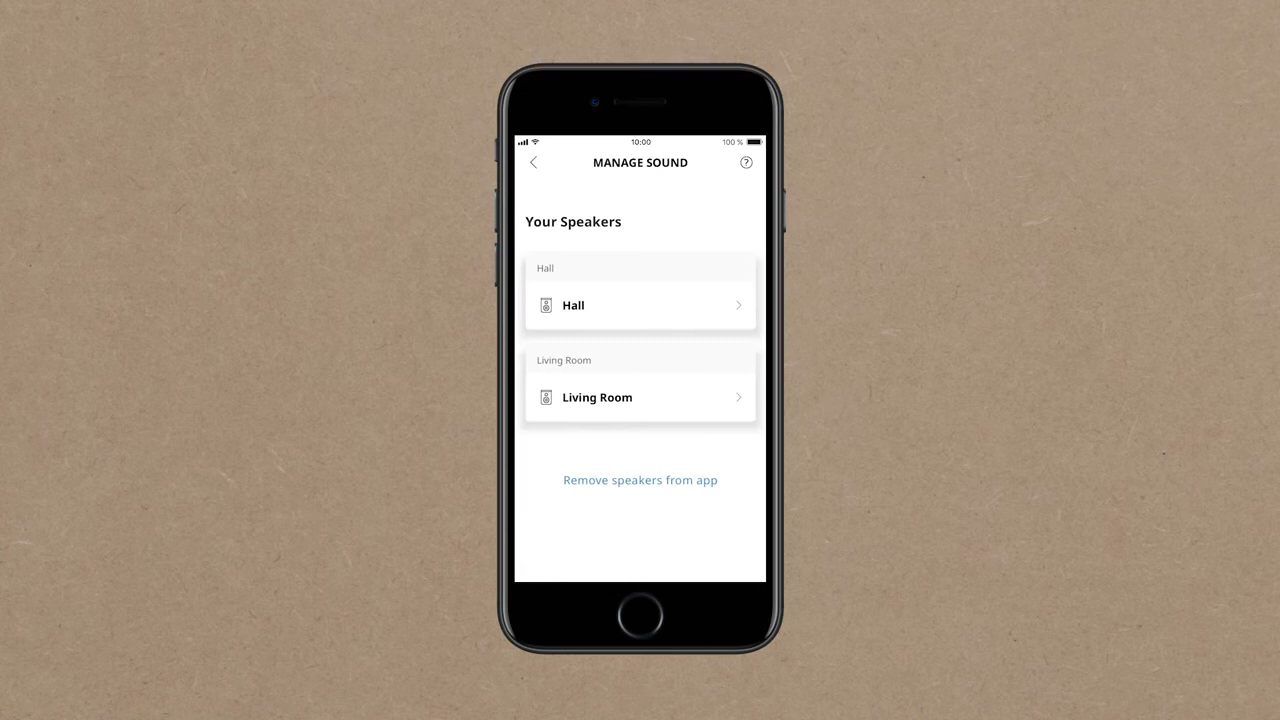 10:00
100 %
MANAGE SOUND
?
Your Speakers
Hall
Hall
Living Room
Living Room
Remove speakers from app